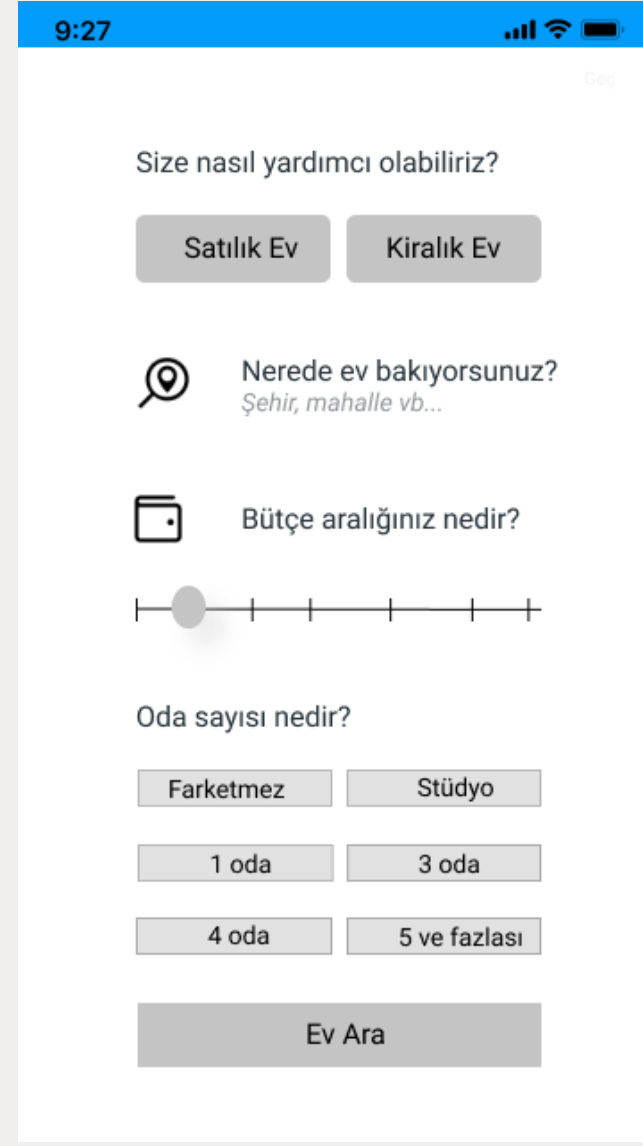 9:27
Geç
Size nasıl yardımcı olabiliriz?
Satılık Ev
Kiralık Ev
Nerede ev bakıyorsunuz?
Şehir, mahalle vb...
Bütçe aralığınız nedir?
Oda sayısı nedir?
Farketmez
Stüdyo
1 oda
3 oda
4 oda
5 ve fazlası
Ev Ara